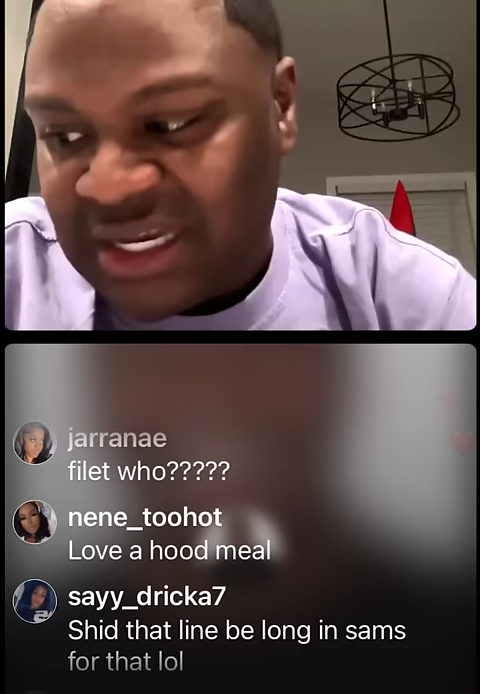 jarranae
filet who?????
nene_toohot
Love a hood meal
sayy_dricka7
Shid that line be long in sams
for that lol